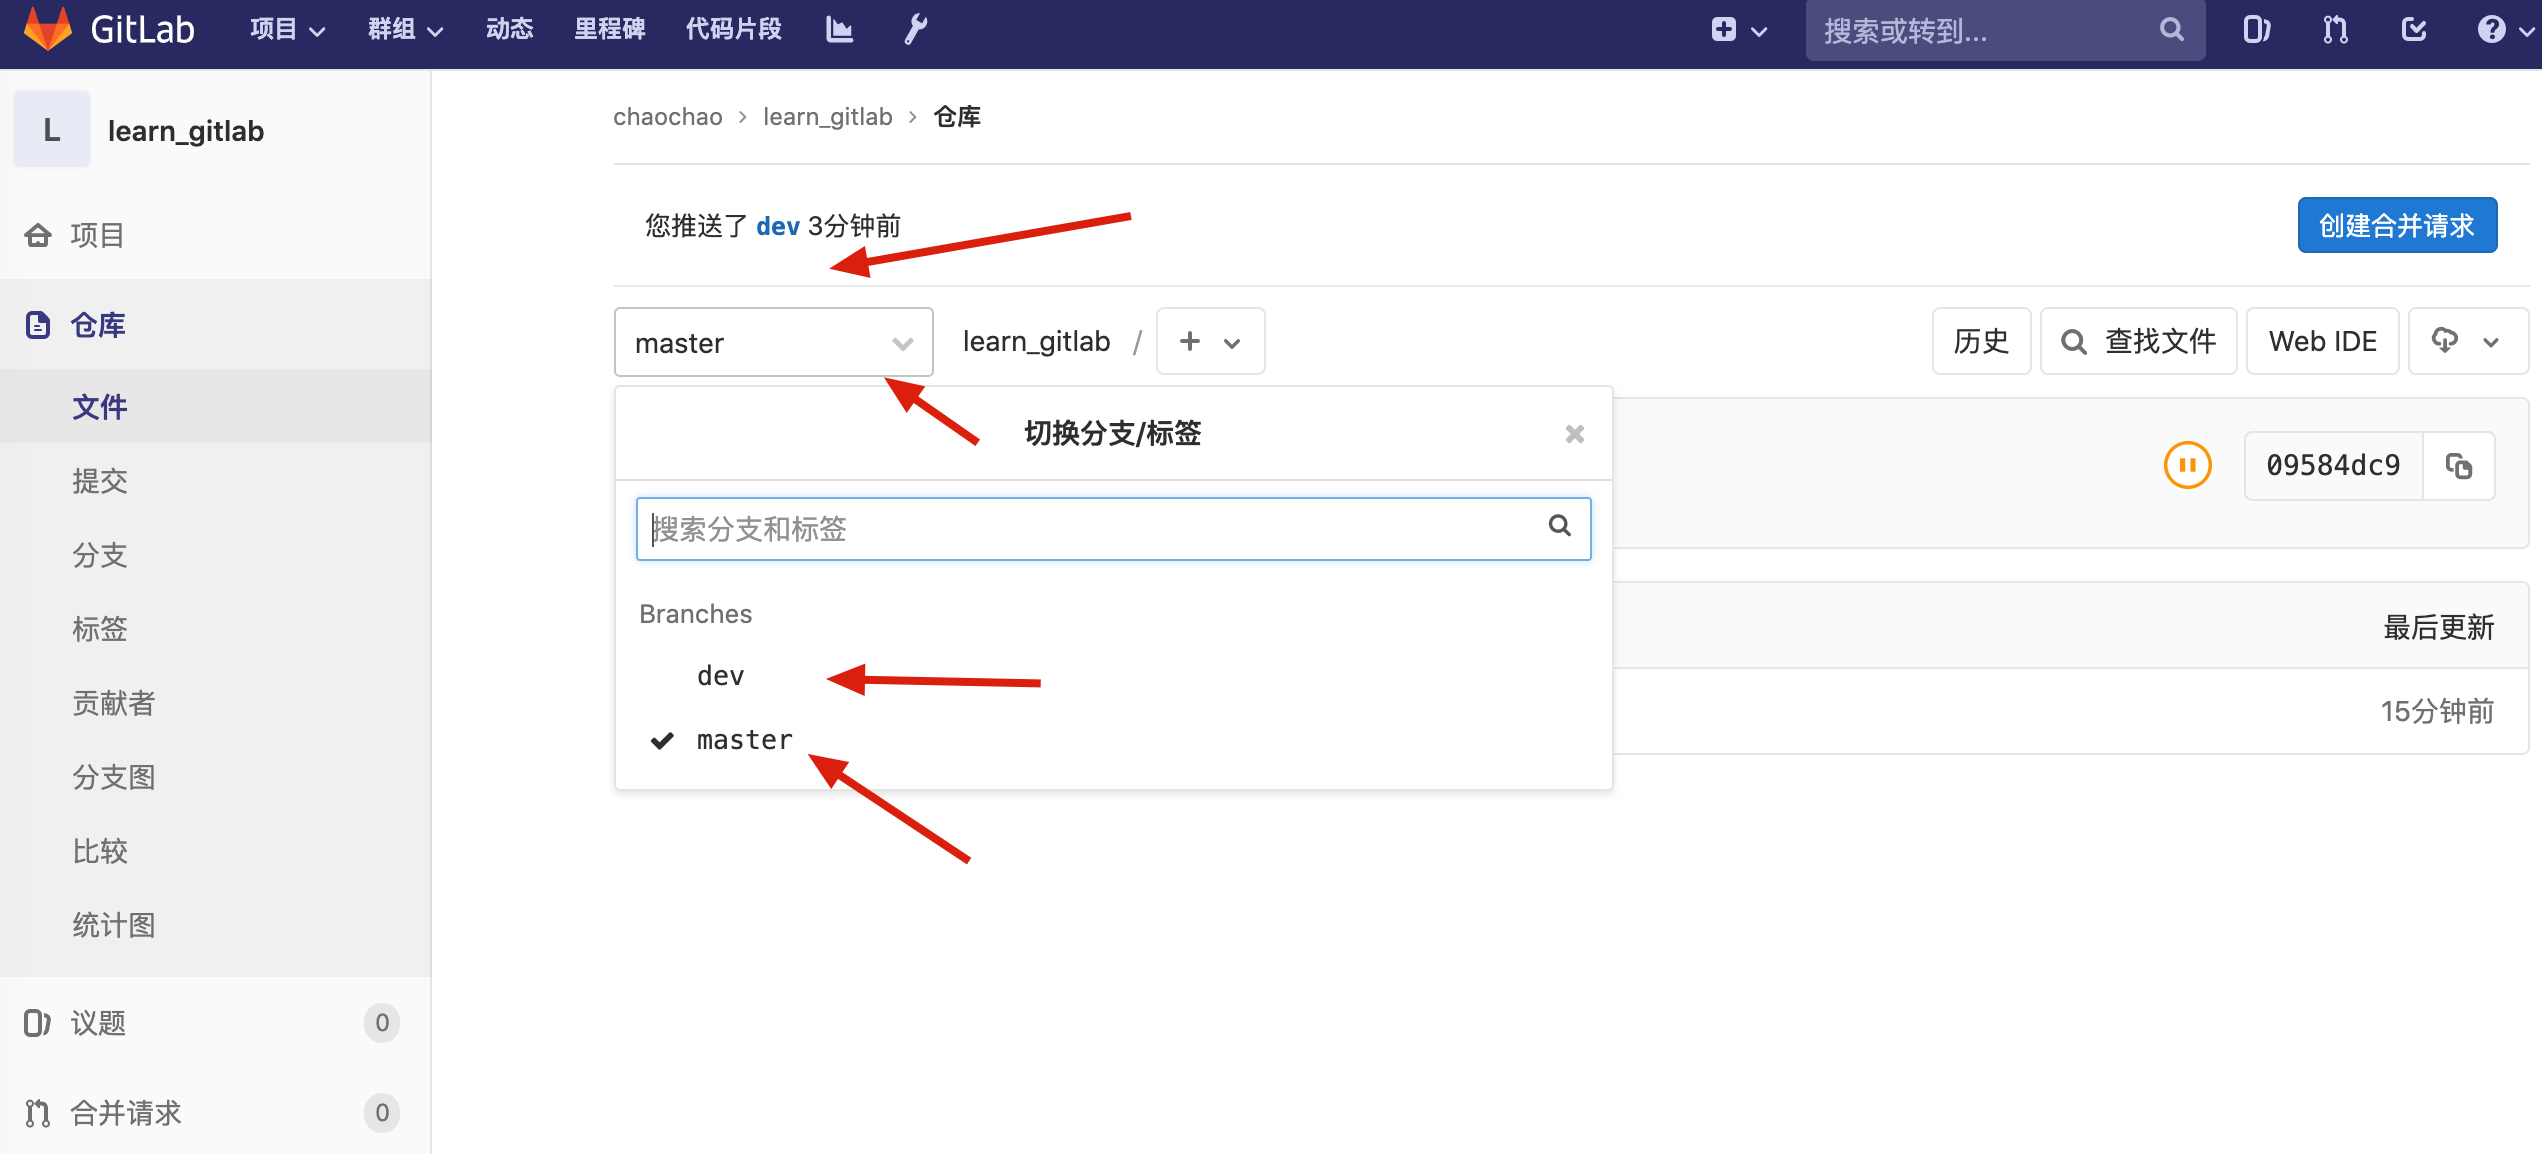 GitLab 项目 群组 动态 里程碑 代码片段 搜索或转到...
L learn_gitlab
项目
仓库
文件
提交
分支
标签
贡献者
分支图
比较
统计图
议题 0
合并请求 0
chaochao > learn_gitlab > 仓库
您推送了 dev 3分钟前 创建合并请求
master learn_gitlab / + 历史 查找文件 Web IDE
切换分支/标签
09584dc9
搜索分支和标签
Branches
最后更新
dev
15分钟前
master